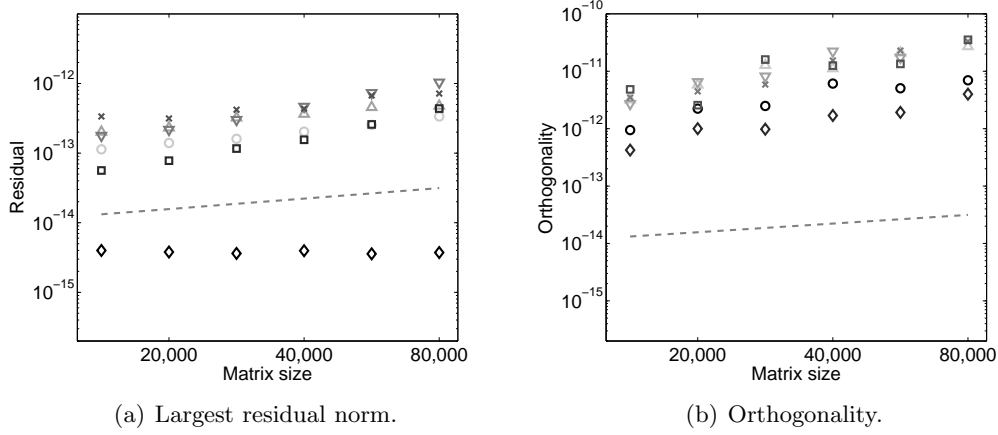 10^{-12}
10^{-13}
10^{-14}
10^{-15}
Residual
20,000 40,000 80,000
Matrix size
(a) Largest residual norm.
10^{-10}
10^{-11}
10^{-12}
10^{-13}
10^{-14}
10^{-15}
Orthogonality
20,000 40,000 80,000
Matrix size
(b) Orthogonality.